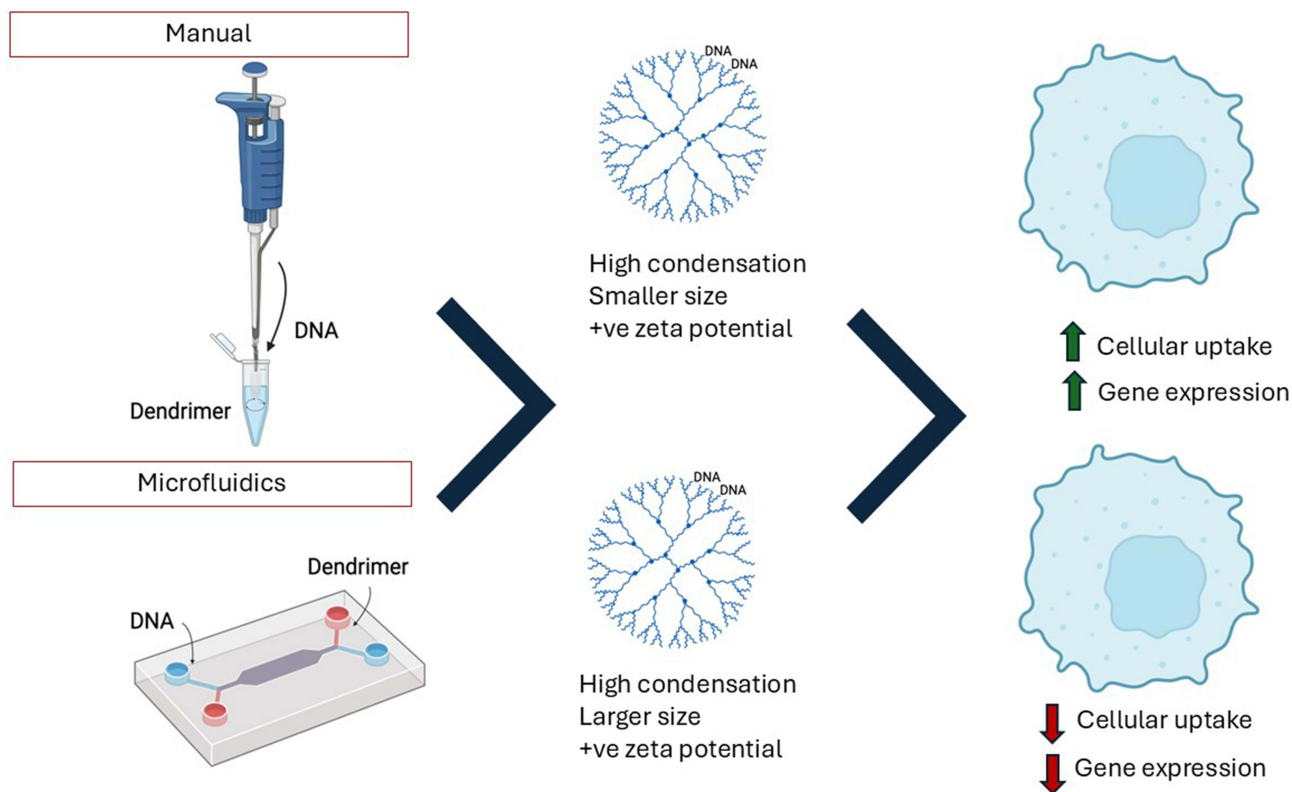 Manual
DNA
Dendrimer
DNA
DNA
High condensation
Smaller size
+ve zeta potential
Cellular uptake
Gene expression
Microfluidics
Dendrimer
DNA
DNA
DNA
High condensation
Larger size
+ve zeta potential
Cellular uptake
Gene expression